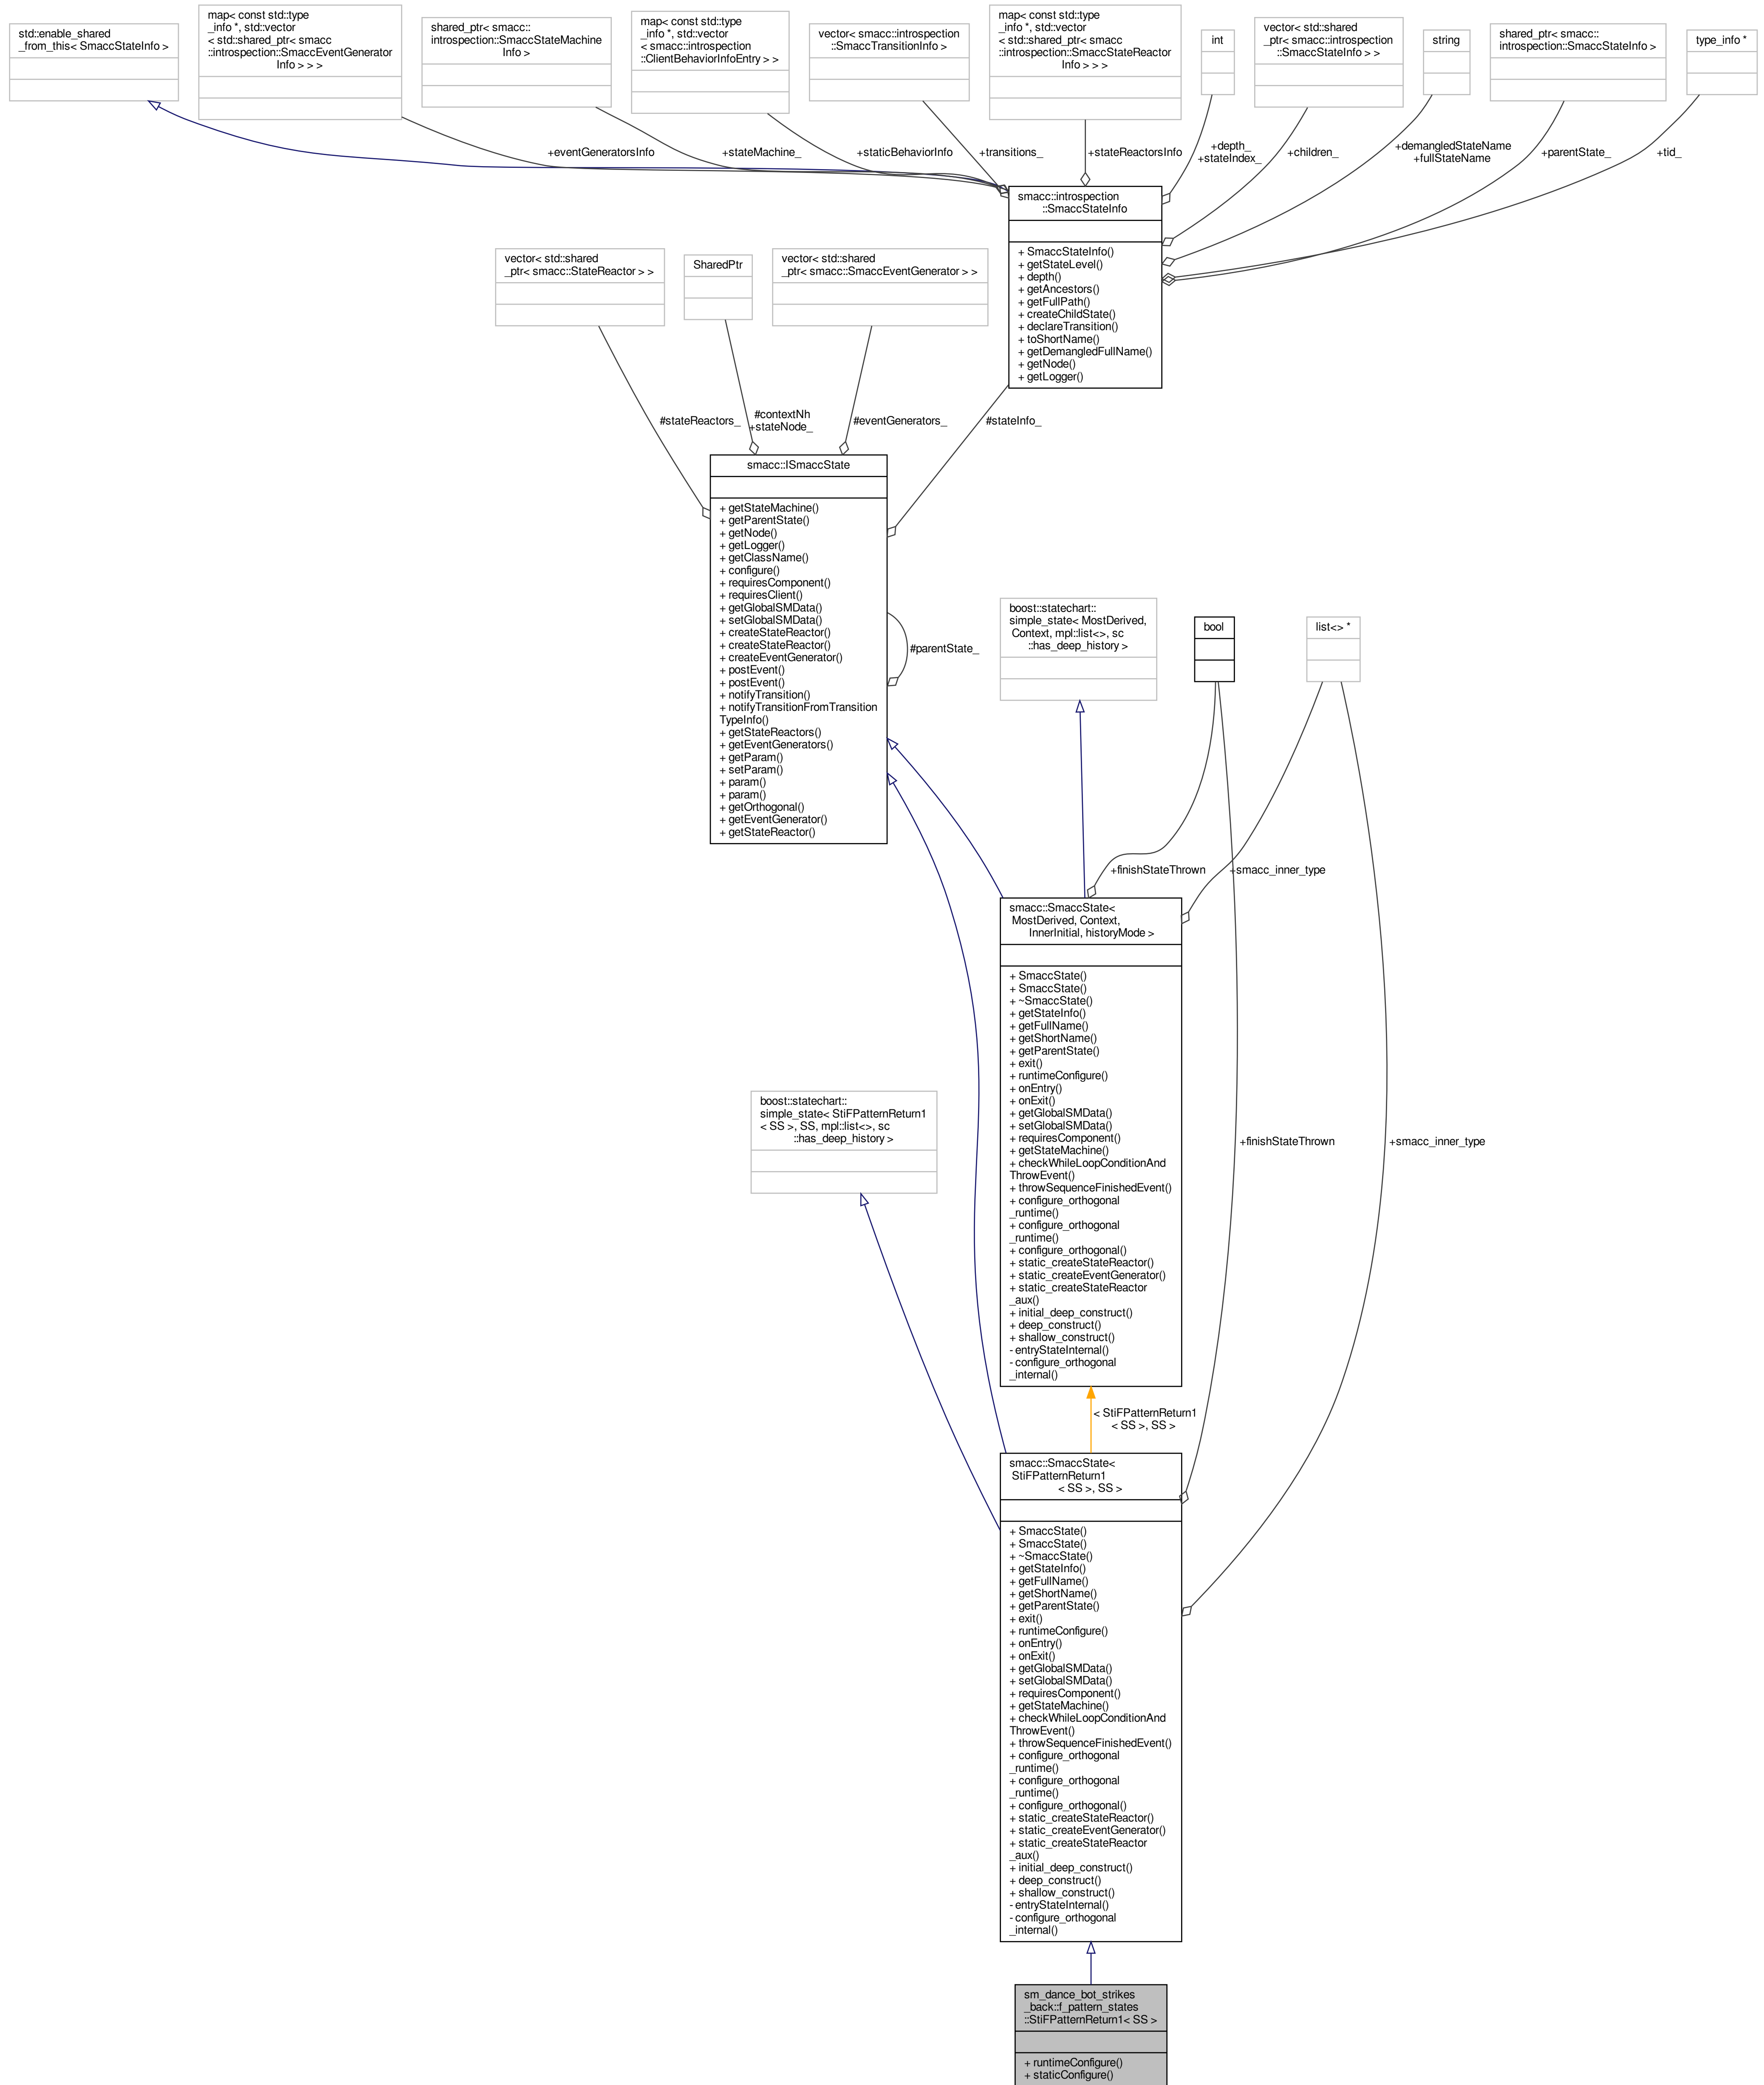 std::enable_shared
_from_this< SmaccStateInfo >
map< const std::type
_info *, std::vector
< std::shared_ptr< smacc
::introspection::SmaccEventGenerator
Info > > >
shared_ptr< smacc::
introspection::SmaccStateMachine
Info >
map< const std::type
_info *, std::vector
< smacc::introspection
::ClientBehaviorInfoEntry > >
vector< smacc::introspection
::SmaccTransitionInfo >
map< const std::type
_info *, std::vector
< std::shared_ptr< smacc
::introspection::SmaccStateReactor
Info > > >
int
vector< std::shared
_ptr< smacc::introspection
::SmaccStateInfo > >
string
shared_ptr< smacc::
introspection::SmaccStateInfo >
type_info *
+eventGeneratorsInfo
+stateMachine_
+staticBehaviorInfo
+transitions_
+stateReactorsInfo
+depth_
+stateIndex_
+children_
+demangledStateName
+fullStateName
+parentState_
+tid_
smacc::introspection
::SmaccStateInfo
+ SmaccStateInfo()
+ getStateLevel()
+ depth()
+ getAncestors()
+ getFullPath()
+ createChildState()
+ declareTransition()
+ toShortName()
+ getDemangledFullName()
+ getNode()
+ getLogger()
vector< std::shared
_ptr< smacc::StateReactor > >
SharedPtr
vector< std::shared
_ptr< smacc::SmaccEventGenerator > >
#stateReactors_
#contextNh
+stateNode_
#eventGenerators_
#stateInfo_
smacc::ISmaccState
+ getStateMachine()
+ getParentState()
+ getNode()
+ getLogger()
+ getClassName()
+ configure()
+ requiresComponent()
+ requiresClient()
+ getGlobalSMData()
+ setGlobalSMData()
+ createStateReactor()
+ createStateReactor()
+ createEventGenerator()
+ postEvent()
+ postEvent()
+ notifyTransition()
+ notifyTransitionFromTransition
TypeInfo()
+ getStateReactors()
+ getEventGenerators()
+ getParam()
+ setParam()
+ param()
+ param()
+ getOrthogonal()
+ getEventGenerator()
+ getStateReactor()
#parentState_
boost::statechart::
simple_state< MostDerived,
Context, mpl::list<>, sc
::has_deep_history >
bool
list<> *
+finishStateThrown
+smacc_inner_type
smacc::SmaccState<
MostDerived, Context,
InnerInitial, historyMode >
+ SmaccState()
+ SmaccState()
+ ~SmaccState()
+ getStateInfo()
+ getFullName()
+ getShortName()
+ getParentState()
+ exit()
+ runtimeConfigure()
+ onEntry()
+ onExit()
+ getGlobalSMData()
+ setGlobalSMData()
+ requiresComponent()
+ getStateMachine()
+ checkWhileLoopConditionAnd
ThrowEvent()
+ throwSequenceFinishedEvent()
+ configure_orthogonal
_runtime()
+ configure_orthogonal
_runtime()
+ configure_orthogonal()
+ static_createStateReactor()
+ static_createEventGenerator()
+ static_createStateReactor
_aux()
+ initial_deep_construct()
+ deep_construct()
+ shallow_construct()
- entryStateInternal()
- configure_orthogonal
_internal()
boost::statechart::
simple_state< StiFPatternReturn1
< SS >, SS, mpl::list<>, sc
::has_deep_history >
+finishStateThrown
+smacc_inner_type
< StiFPatternReturn1
< SS >, SS >
smacc::SmaccState<
StiFPatternReturn1
< SS >, SS >
+ SmaccState()
+ SmaccState()
+ ~SmaccState()
+ getStateInfo()
+ getFullName()
+ getShortName()
+ getParentState()
+ exit()
+ runtimeConfigure()
+ onEntry()
+ onExit()
+ getGlobalSMData()
+ setGlobalSMData()
+ requiresComponent()
+ getStateMachine()
+ checkWhileLoopConditionAnd
ThrowEvent()
+ throwSequenceFinishedEvent()
+ configure_orthogonal
_runtime()
+ configure_orthogonal
_runtime()
+ configure_orthogonal()
+ static_createStateReactor()
+ static_createEventGenerator()
+ static_createStateReactor
_aux()
+ initial_deep_construct()
+ deep_construct()
+ shallow_construct()
- entryStateInternal()
- configure_orthogonal
_internal()
sm_dance_bot_strikes
_back::f_pattern_states
::StiFPatternReturn1< SS >
+ runtimeConfigure()
+ staticConfigure()